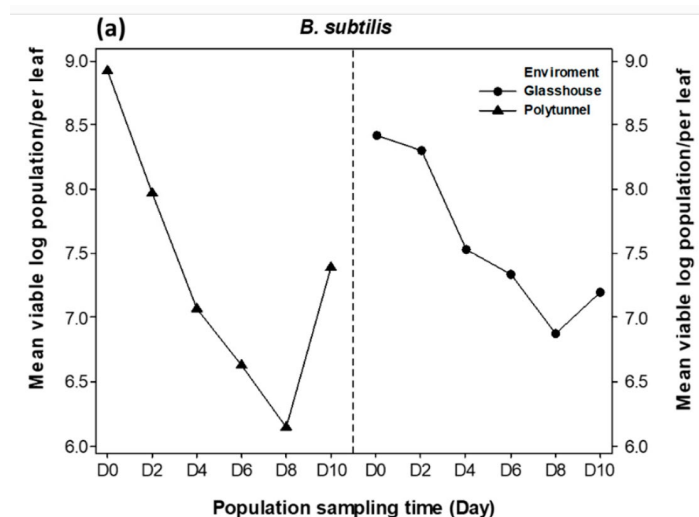 (a)
B. subtilis
Mean viable log population/per leaf
9.0
8.5
8.0
7.5
7.0
6.5
6.0
Enviroment
Glasshouse
Polytunnel
9.0
8.5
8.0
7.5
7.0
6.5
6.0
Mean viable log population/per leaf
D0 D2 D4 D6 D8 D10 D0 D2 D4 D6 D8 D10
Population sampling time (Day)